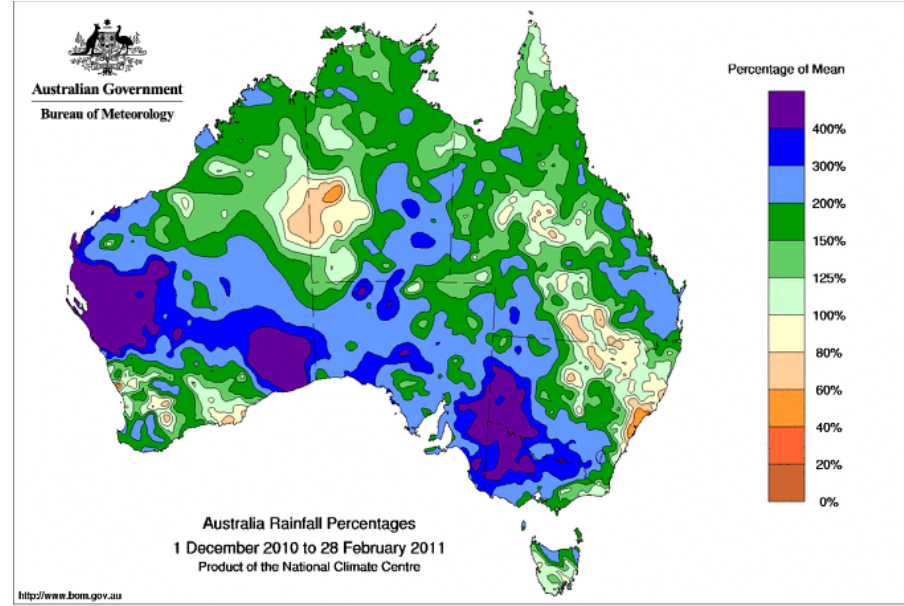 Australian Government
Bureau of Meteorology
Percentage of Mean
400%
300%
200%
150%
125%
100%
80%
60%
40%
20%
0%
Australia Rainfall Percentages
1 December 2010 to 28 February 2011
Product of the National Climate Centre
http://www.bom.gov.au